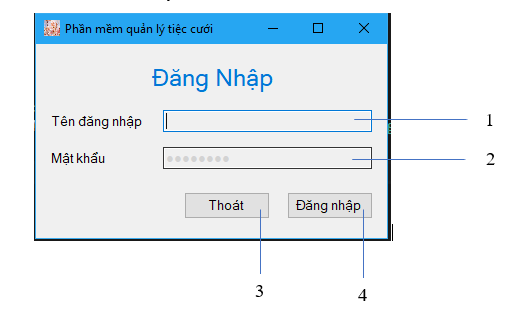 Phần mềm quản lý tiệc cưới
Đăng Nhập
Tên đăng nhập
1
Mật khẩu
2
Thoát
Đăng nhập
3
4